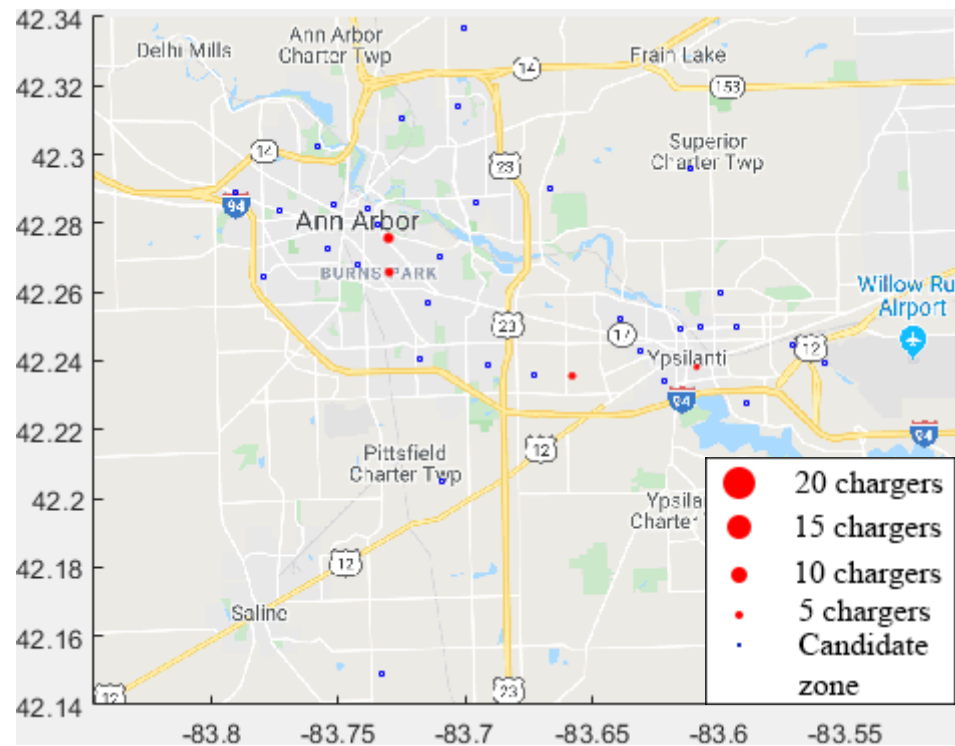 42.34
42.32
42.3
42.28
42.26
42.24
42.22
42.2
42.18
42.16
42.14
Delhi Mills
Ann Arbor
Charter Twp
Frain Lake
14
153
14
23
Superior
Charter Twp
94
Ann Arbor
BURNS PARK
Willow Ru
Airport
23
17
12
Ypsilanti
94
94
12
Pittsfield
Charter Twp
Ypsila
Charter
12
Saline
12
23
20 chargers
15 chargers
10 chargers
5 chargers
Candidate
zone
-83.8
-83.75
-83.7
-83.65
-83.6
-83.55